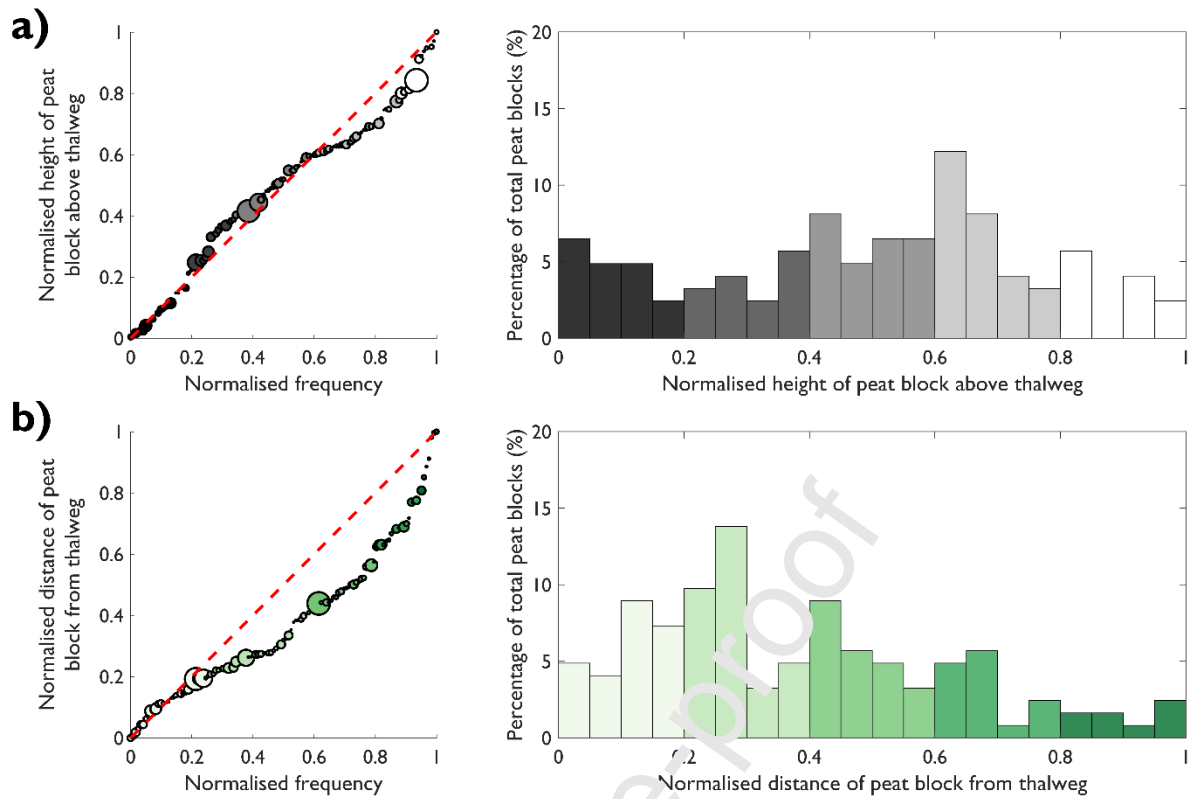 a)
Normalised height of peat
block above thalweg
1
0.8
0.6
0.4
0.2
0
0 0.2 0.4 0.6 0.8 1
Normalised frequency
Percentage of total peat blocks (%)
20
15
10
5
0
0 0.2 0.4 0.6 0.8 1
Normalised height of peat block above thalweg
b)
Normalised distance of peat
block from thalweg
1
0.8
0.6
0.4
0.2
0
0 0.2 0.4 0.6 0.8 1
Normalised frequency
Percentage of total peat blocks (%)
20
15
10
5
0
0 0.2 0.4 0.6 0.8 1
Normalised distance of peat block from thalweg
e-proof